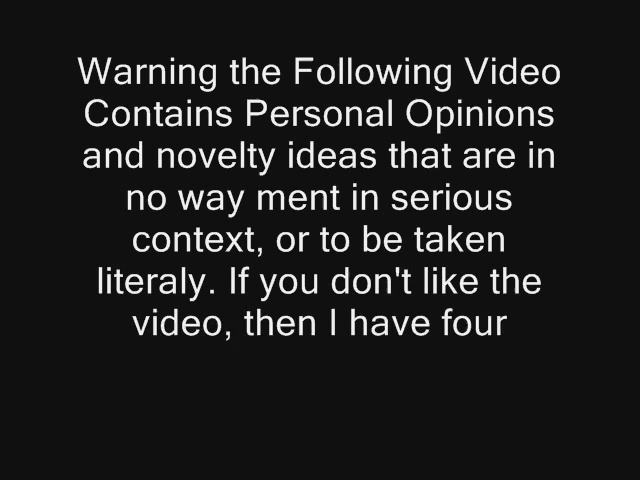 Warning the Following Video
Contains Personal Opinions
and novelty ideas that are in
no way ment in serious
context, or to be taken
literaly. If you don't like the
video, then I have four